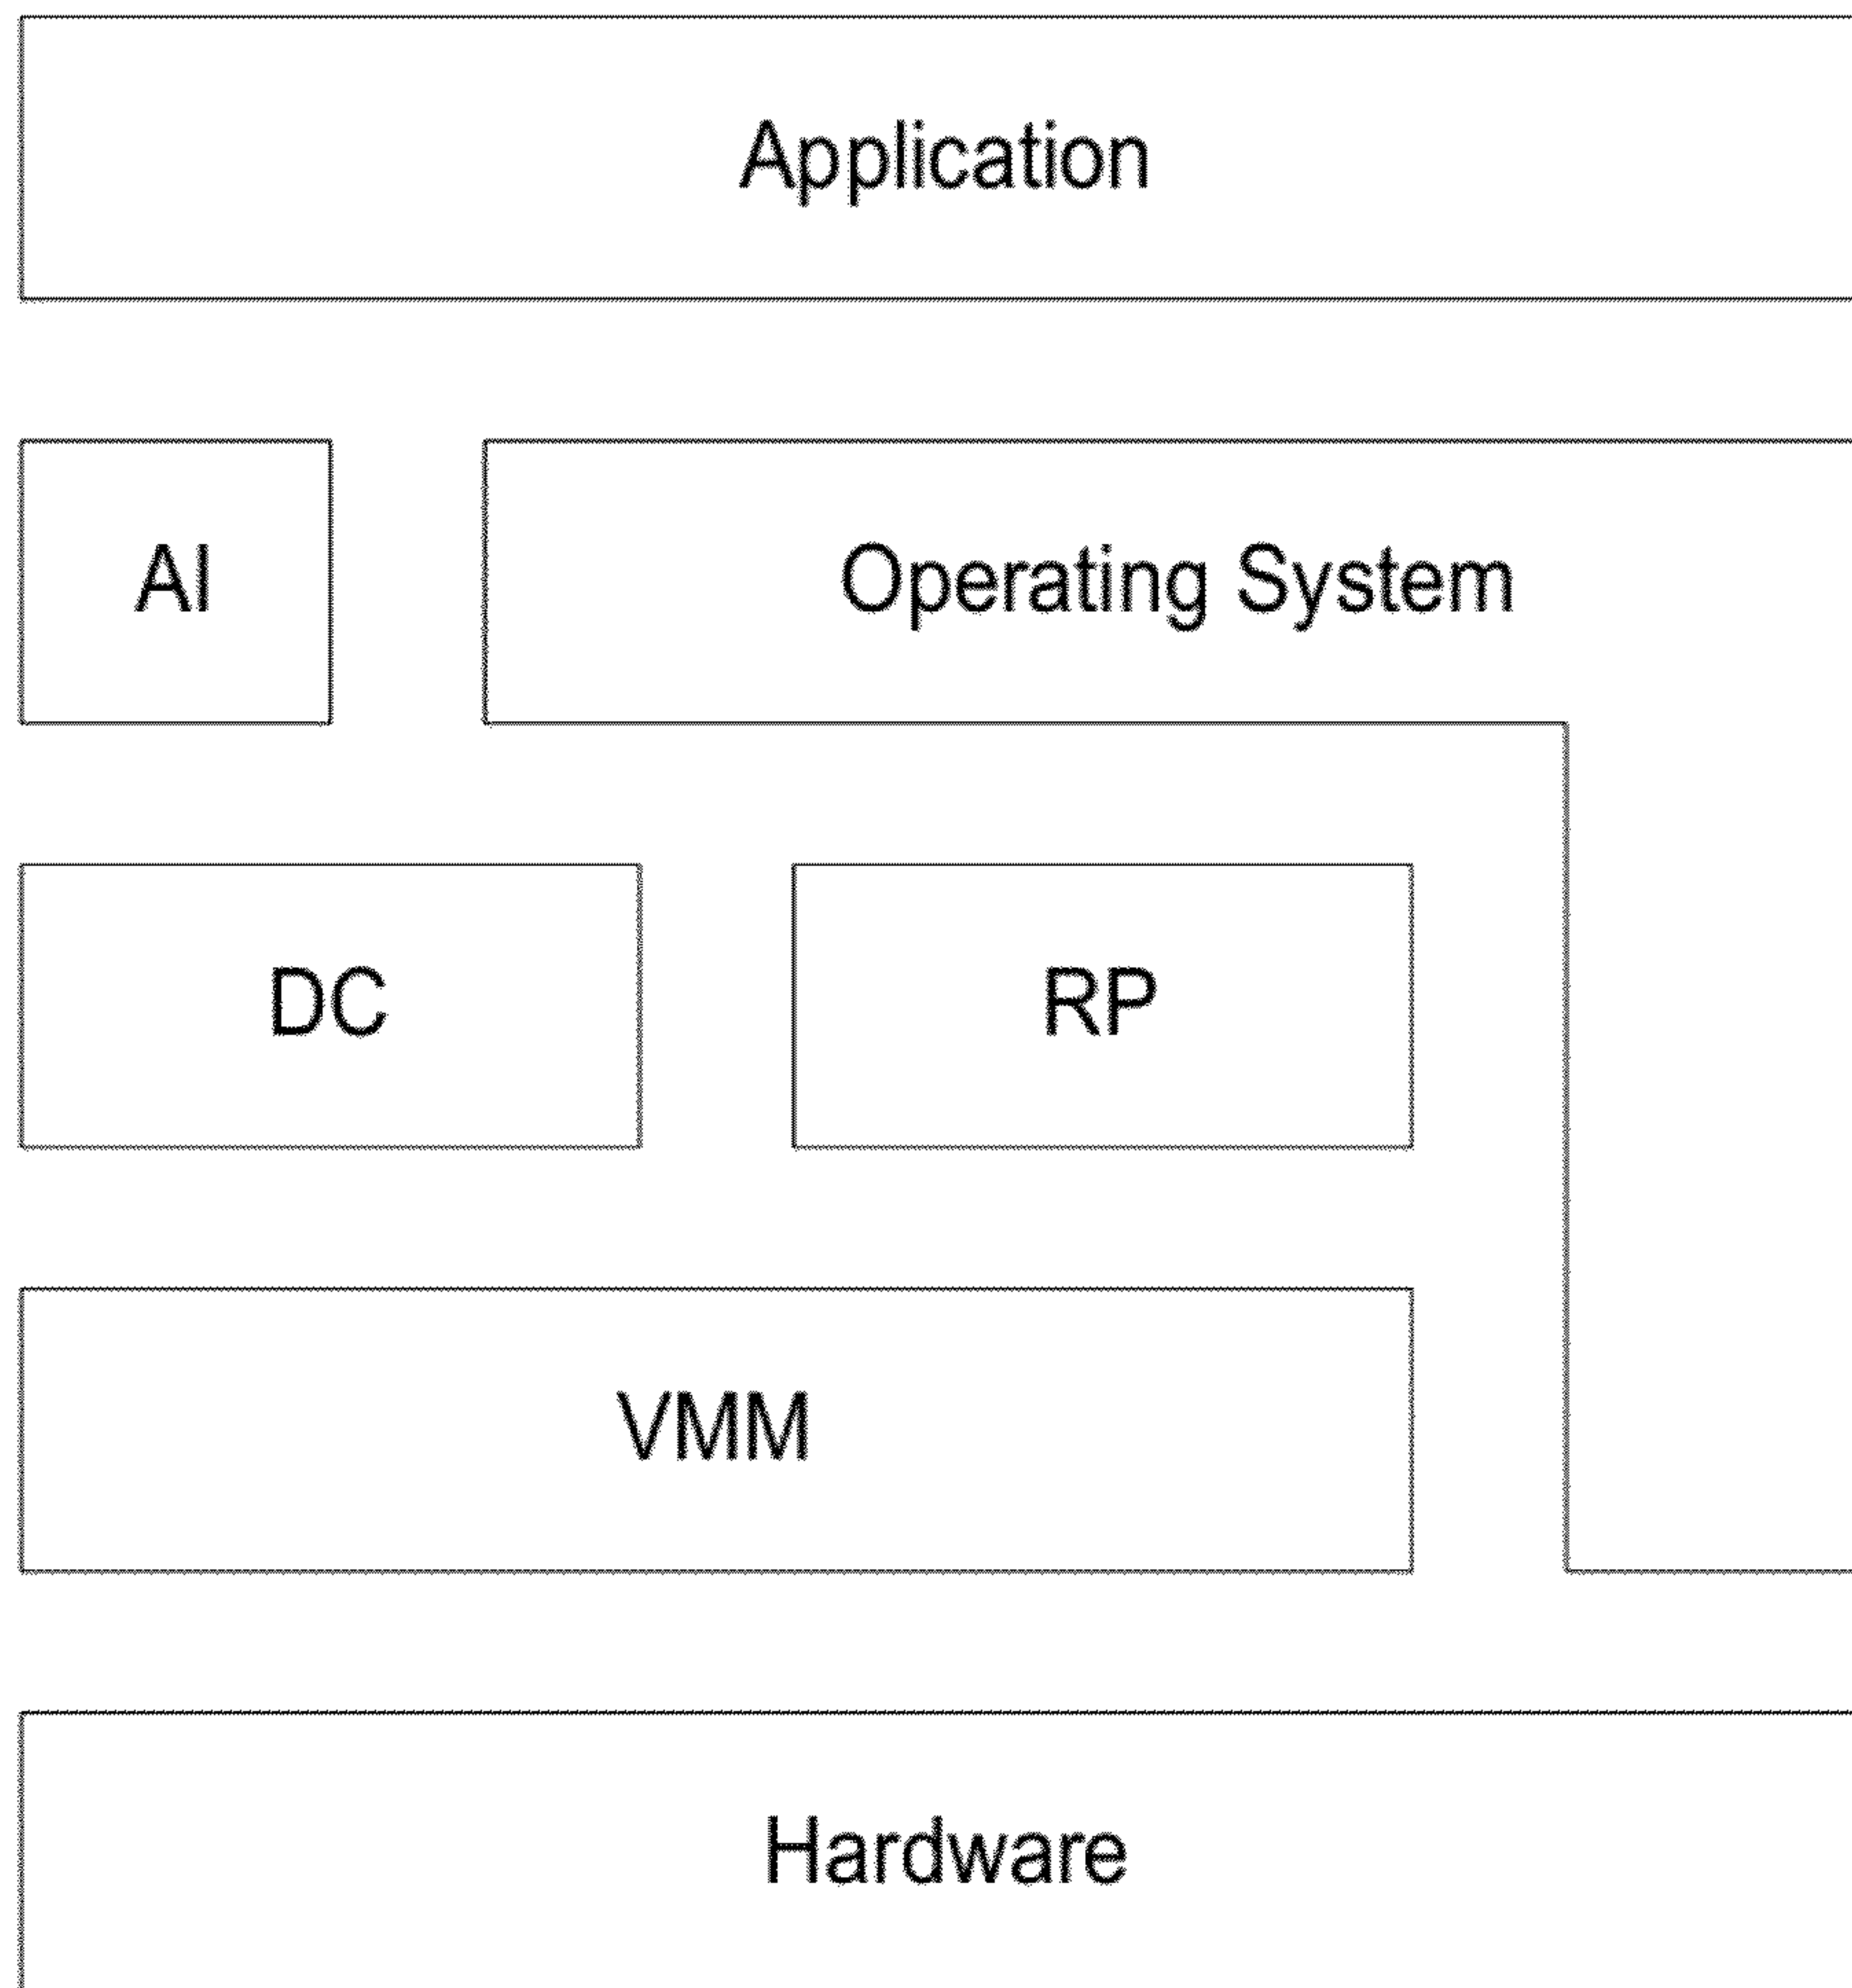 Application
AI
Operating System
DC
RP
VMM
Hardware